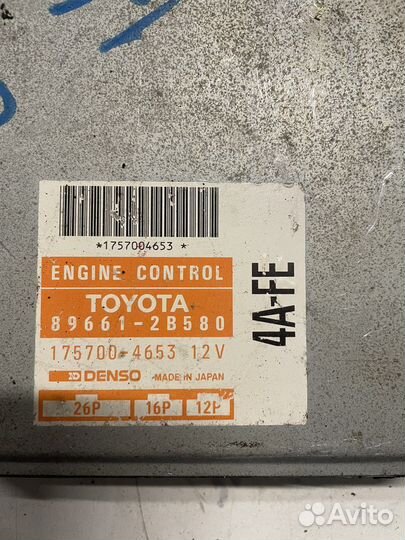 *1757004653 *
ENGINE CONTROL
TOYOTA
89661-2B580
175700-4653 12V
DENSO MADE IN JAPAN
26P 16P 12P
4A-FE
Avito